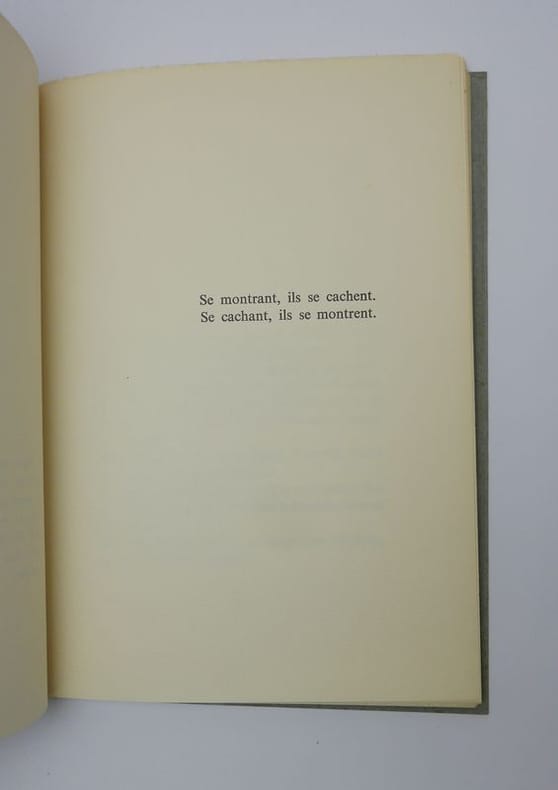 Se montrant, ils se cachent.
Se cachant, ils se montrent.